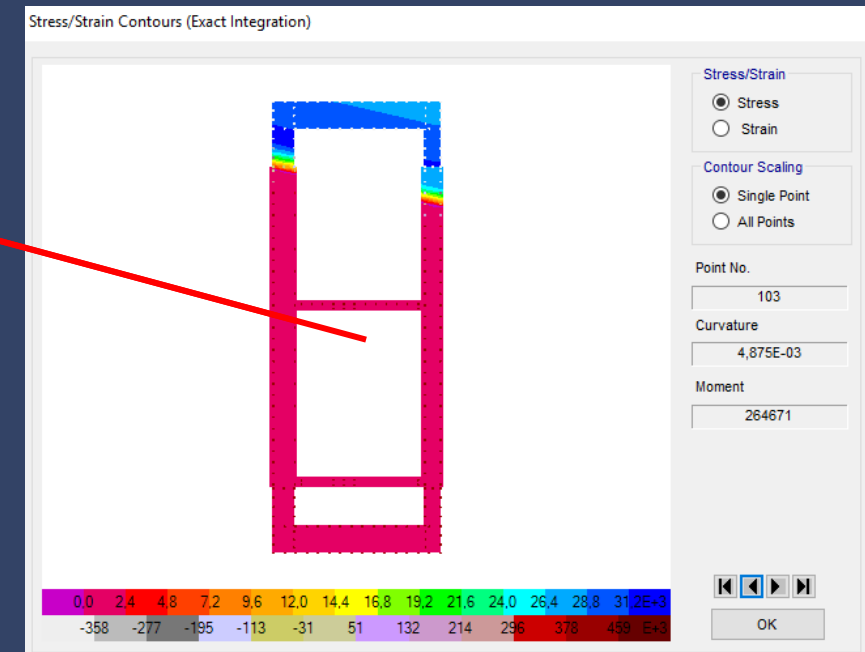 Stress/Strain Contours (Exact Integration)
Stress/Strain
Stress
Strain
Contour Scaling
Single Point
All Points
Point No.
103
Curvature
4,875E-03
Moment
264671
0,0 2,4 4,8 7,2 9,6 12,0 14,4 16,8 19,2 21,6 24,0 26,4 28,8 31,2E+3
-358 -277 -195 -113 -31 51 132 214 296 378 459 E+3
OK